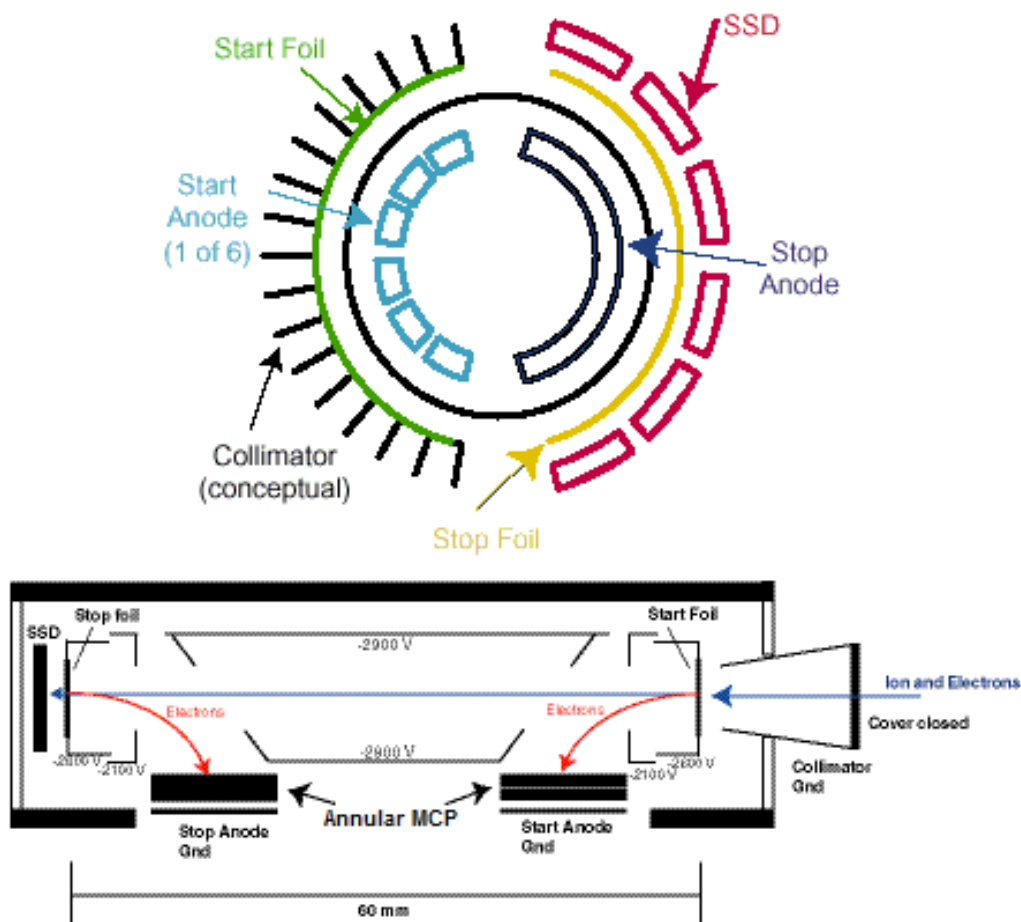 SSD
Start Foil
Start
Anode
(1 of 6)
Stop
Anode
Collimator
(conceptual)
Stop Foil
Stop foil
Start Foil
SSD
-2900 V
Ion and Electrons
Electrons
Electrons
Cover closed
-2900 V
-2600 V
-2100 V
-2100 V
-2600 V
Collimator
Gnd
Annular MCP
Stop Anode
Gnd
Start Anode
Gnd
60 mm